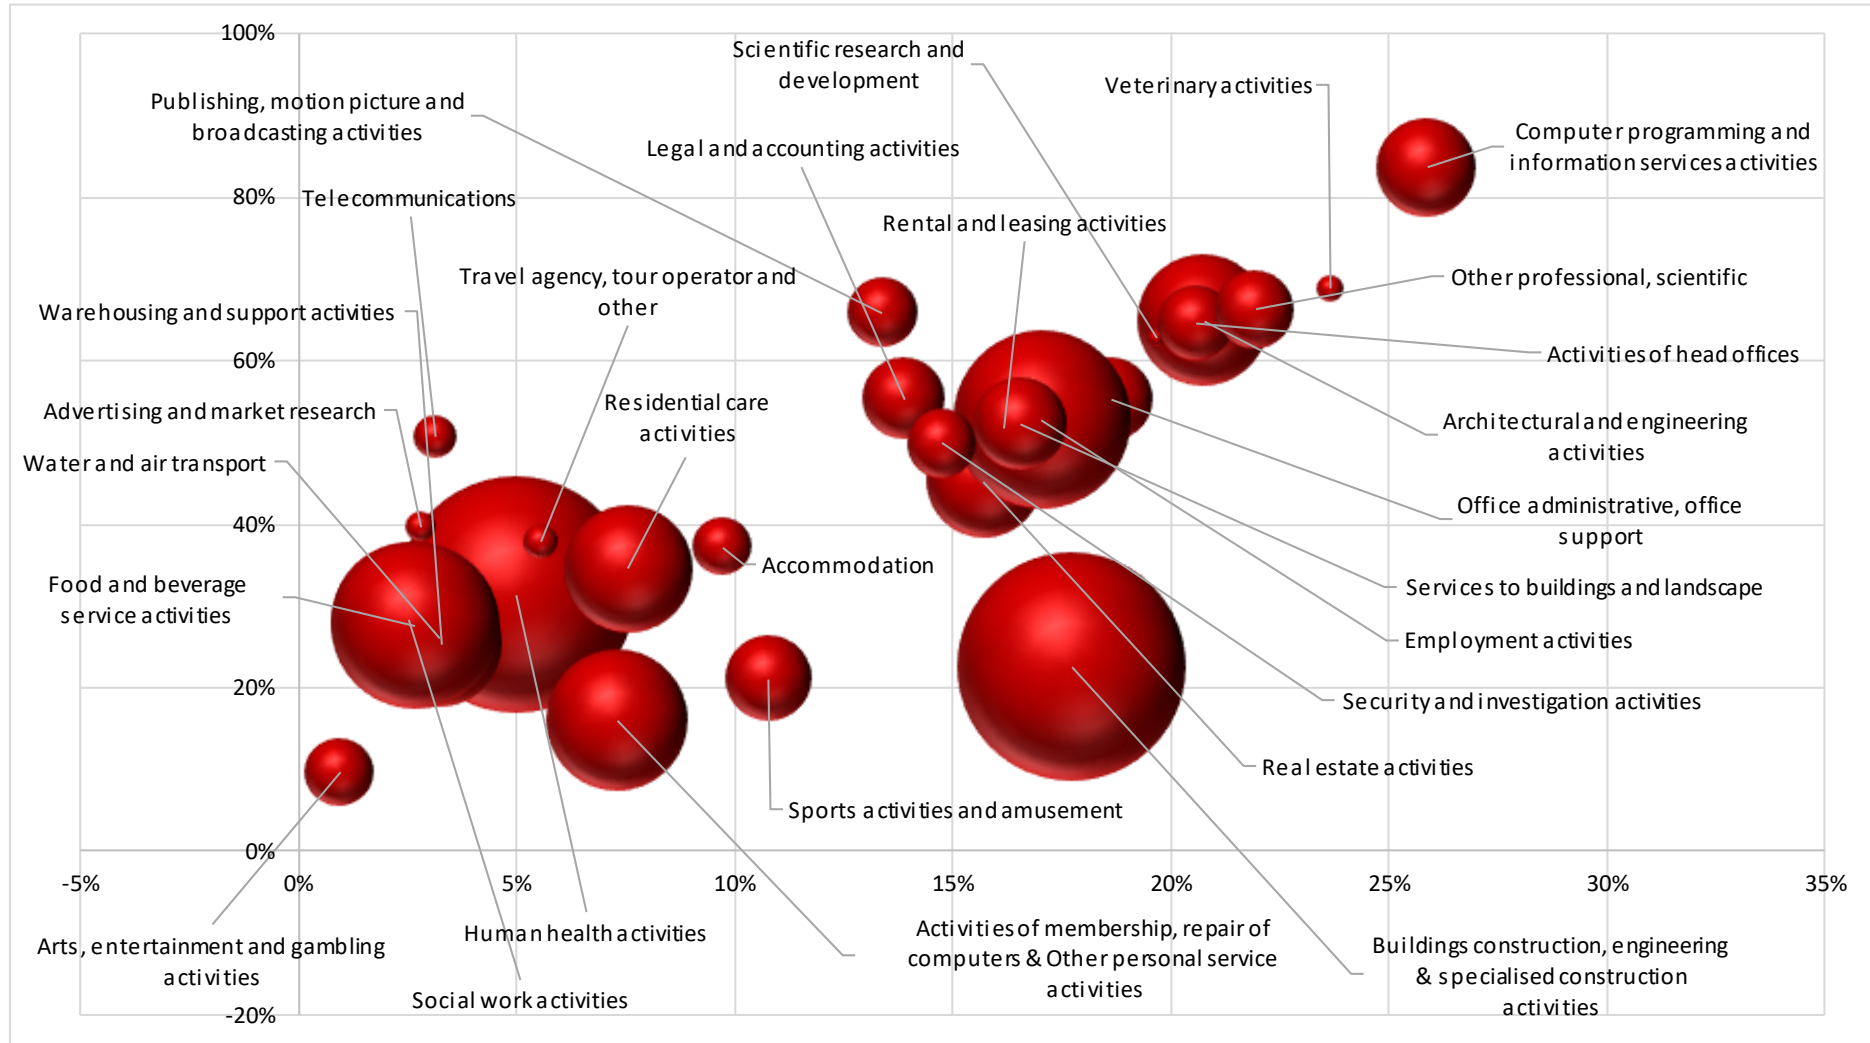 100%
Scientific research and
development
Veterinary activities
Publishing, motion picture and
broadcasting activities
Computer programming and
information services activities
Legal and accounting activities
80%
Telecommunications
Rental and leasing activities
Travel agency, tour operator and
other
Other professional, scientific
Warehousing and support activities
60%
Activities of head offices
Residential care
activities
Advertising and market research
Architectural and engineering
activities
Water and air transport
Office administrative, office
support
40%
Accommodation
Food and beverage
service activities
Services to buildings and landscape
Employment activities
20%
Security and investigation activities
Real estate activities
Sports activities and amusement
0%
-5%
0%
5%
10%
15%
20%
25%
30%
35%
Arts, entertainment and gambling
activities
Human health activities
Social work activities
Activities of membership, repair of
computers & Other personal service
activities
Buildings construction, engineering
& specialised construction
activities
-20%